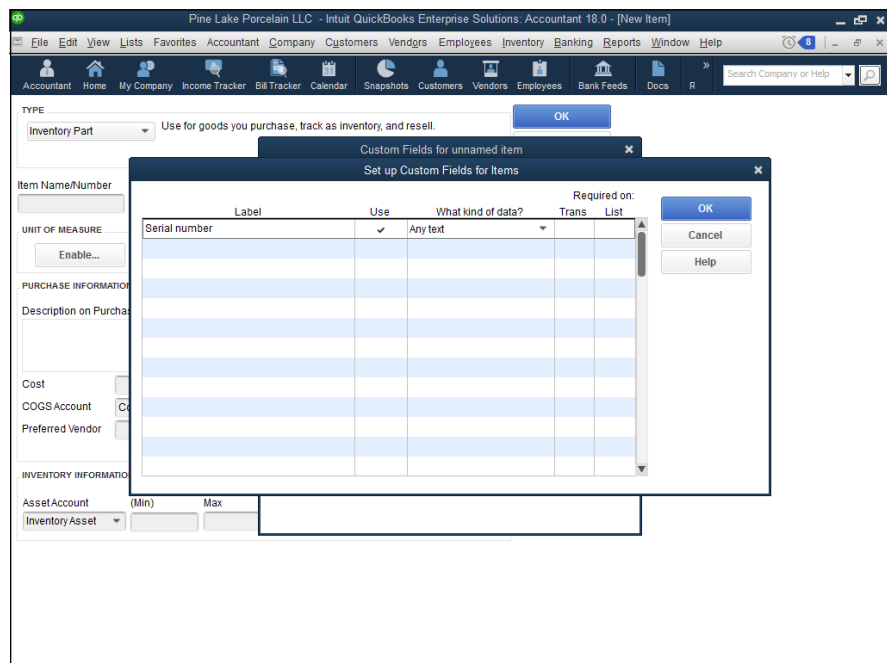 Pine Lake Porcelain LLC - Intuit QuickBooks Enterprise Solutions: Accountant 18.0 - [New Item]
File Edit View Lists Favorites Accountant Company Customers Vendors Employees Inventory Banking Reports Window Help 8
Accountant Home My Company Income Tracker Bill Tracker Calendar Snapshots Customers Vendors Employees Bank Feeds Docs R » Search Company or Help
TYPE
Inventory Part Use for goods you purchase, track as inventory, and resell.
OK
Custom Fields for unnamed item
Set up Custom Fields for Items
Item Name/Number
Required on:
Label Use What kind of data? Trans List
Serial number Any text
OK
Cancel
Help
UNIT OF MEASURE
Enable...
PURCHASE INFORMATION
Description on Purcha
Cost
COGS Account Co
Preferred Vendor
INVENTORY INFORMATIO
Asset Account (Min) Max
Inventory Asset